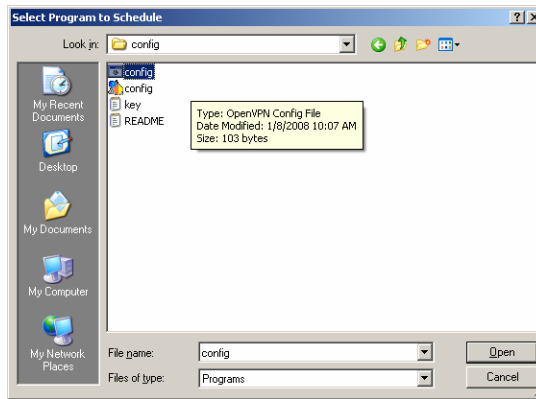 Select Program to Schedule
Look in:
config
My Recent
Documents
Desktop
My Documents
My Computer
My Network
Places
config
config
key
README
Type: OpenVPN Config File
Date Modified: 1/8/2008 10:07 AM
Size: 103 bytes
File name:
config
Open
Files of type:
Programs
Cancel